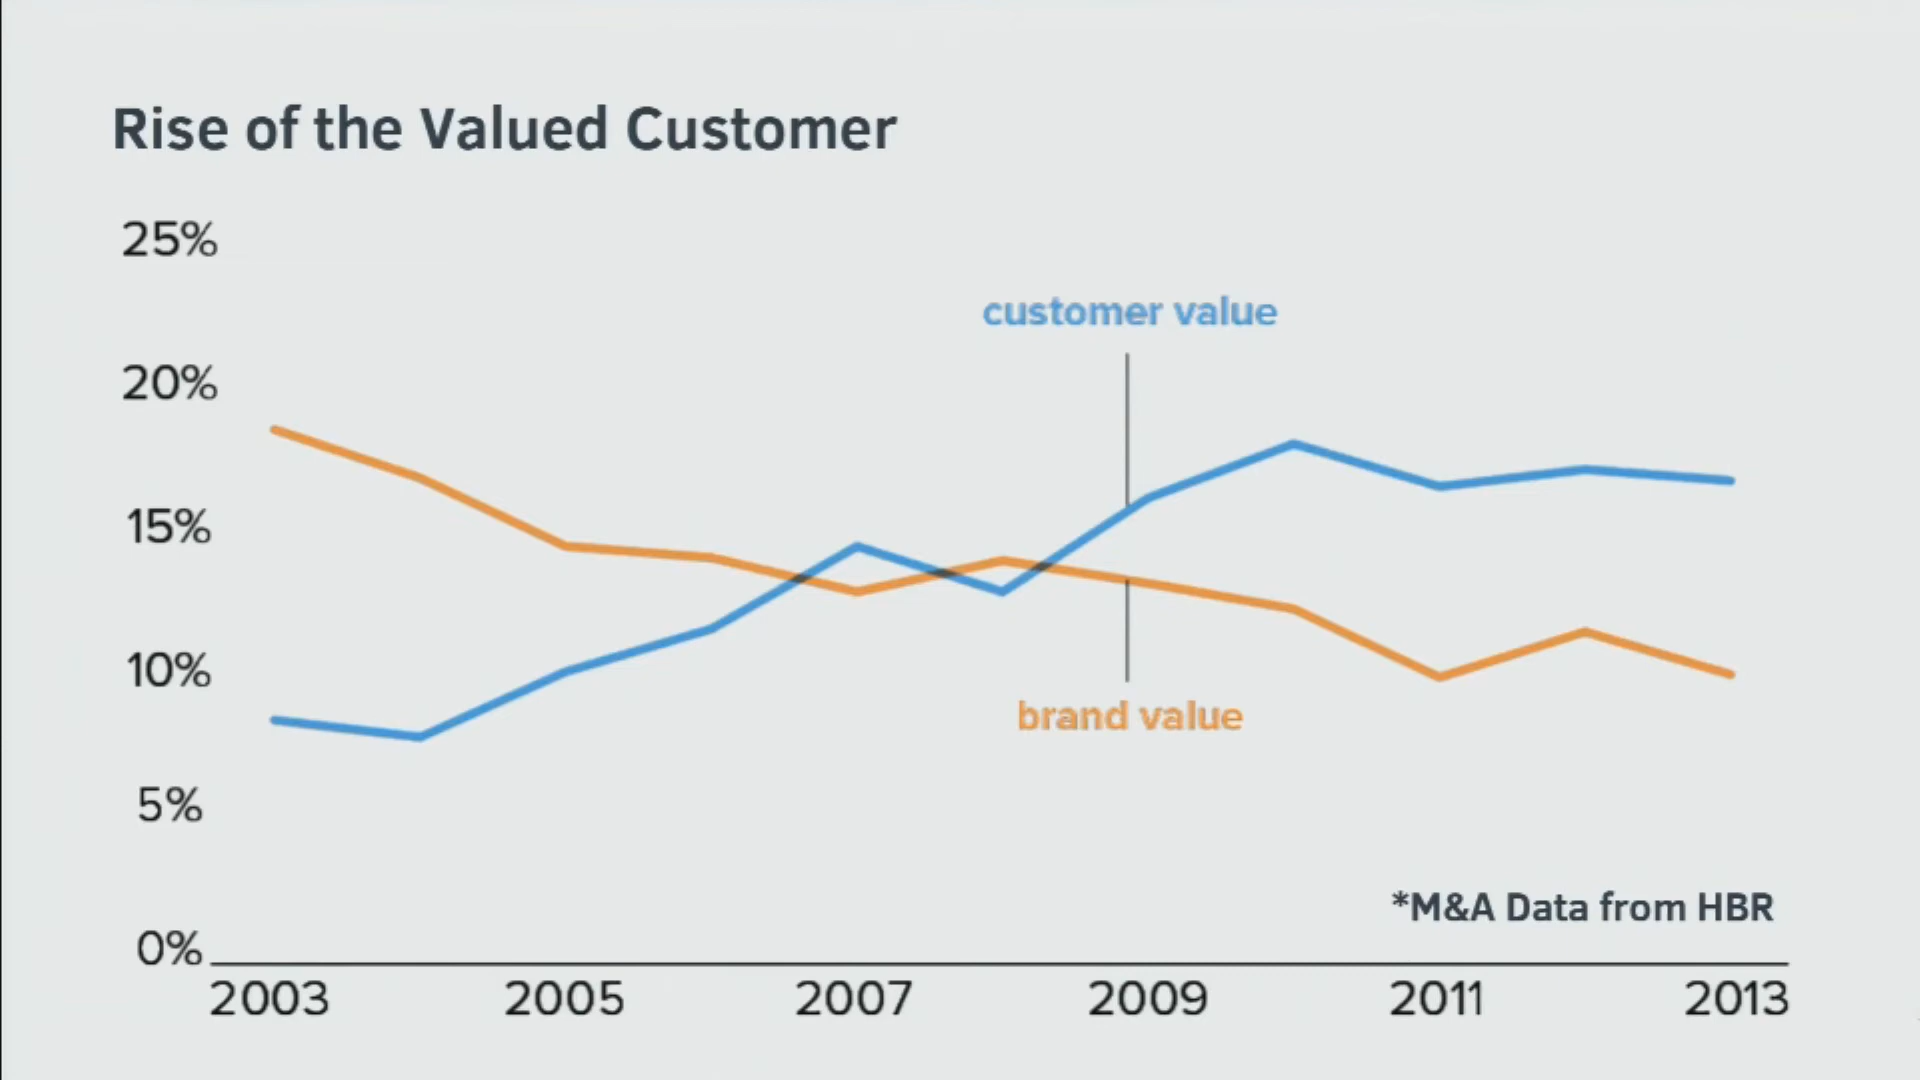 Rise of the Valued Customer
25%
customer value
20%
15%
10%
brand value
5%
*M&A Data from HBR
0%
2003 2005 2007 2009 2011 2013